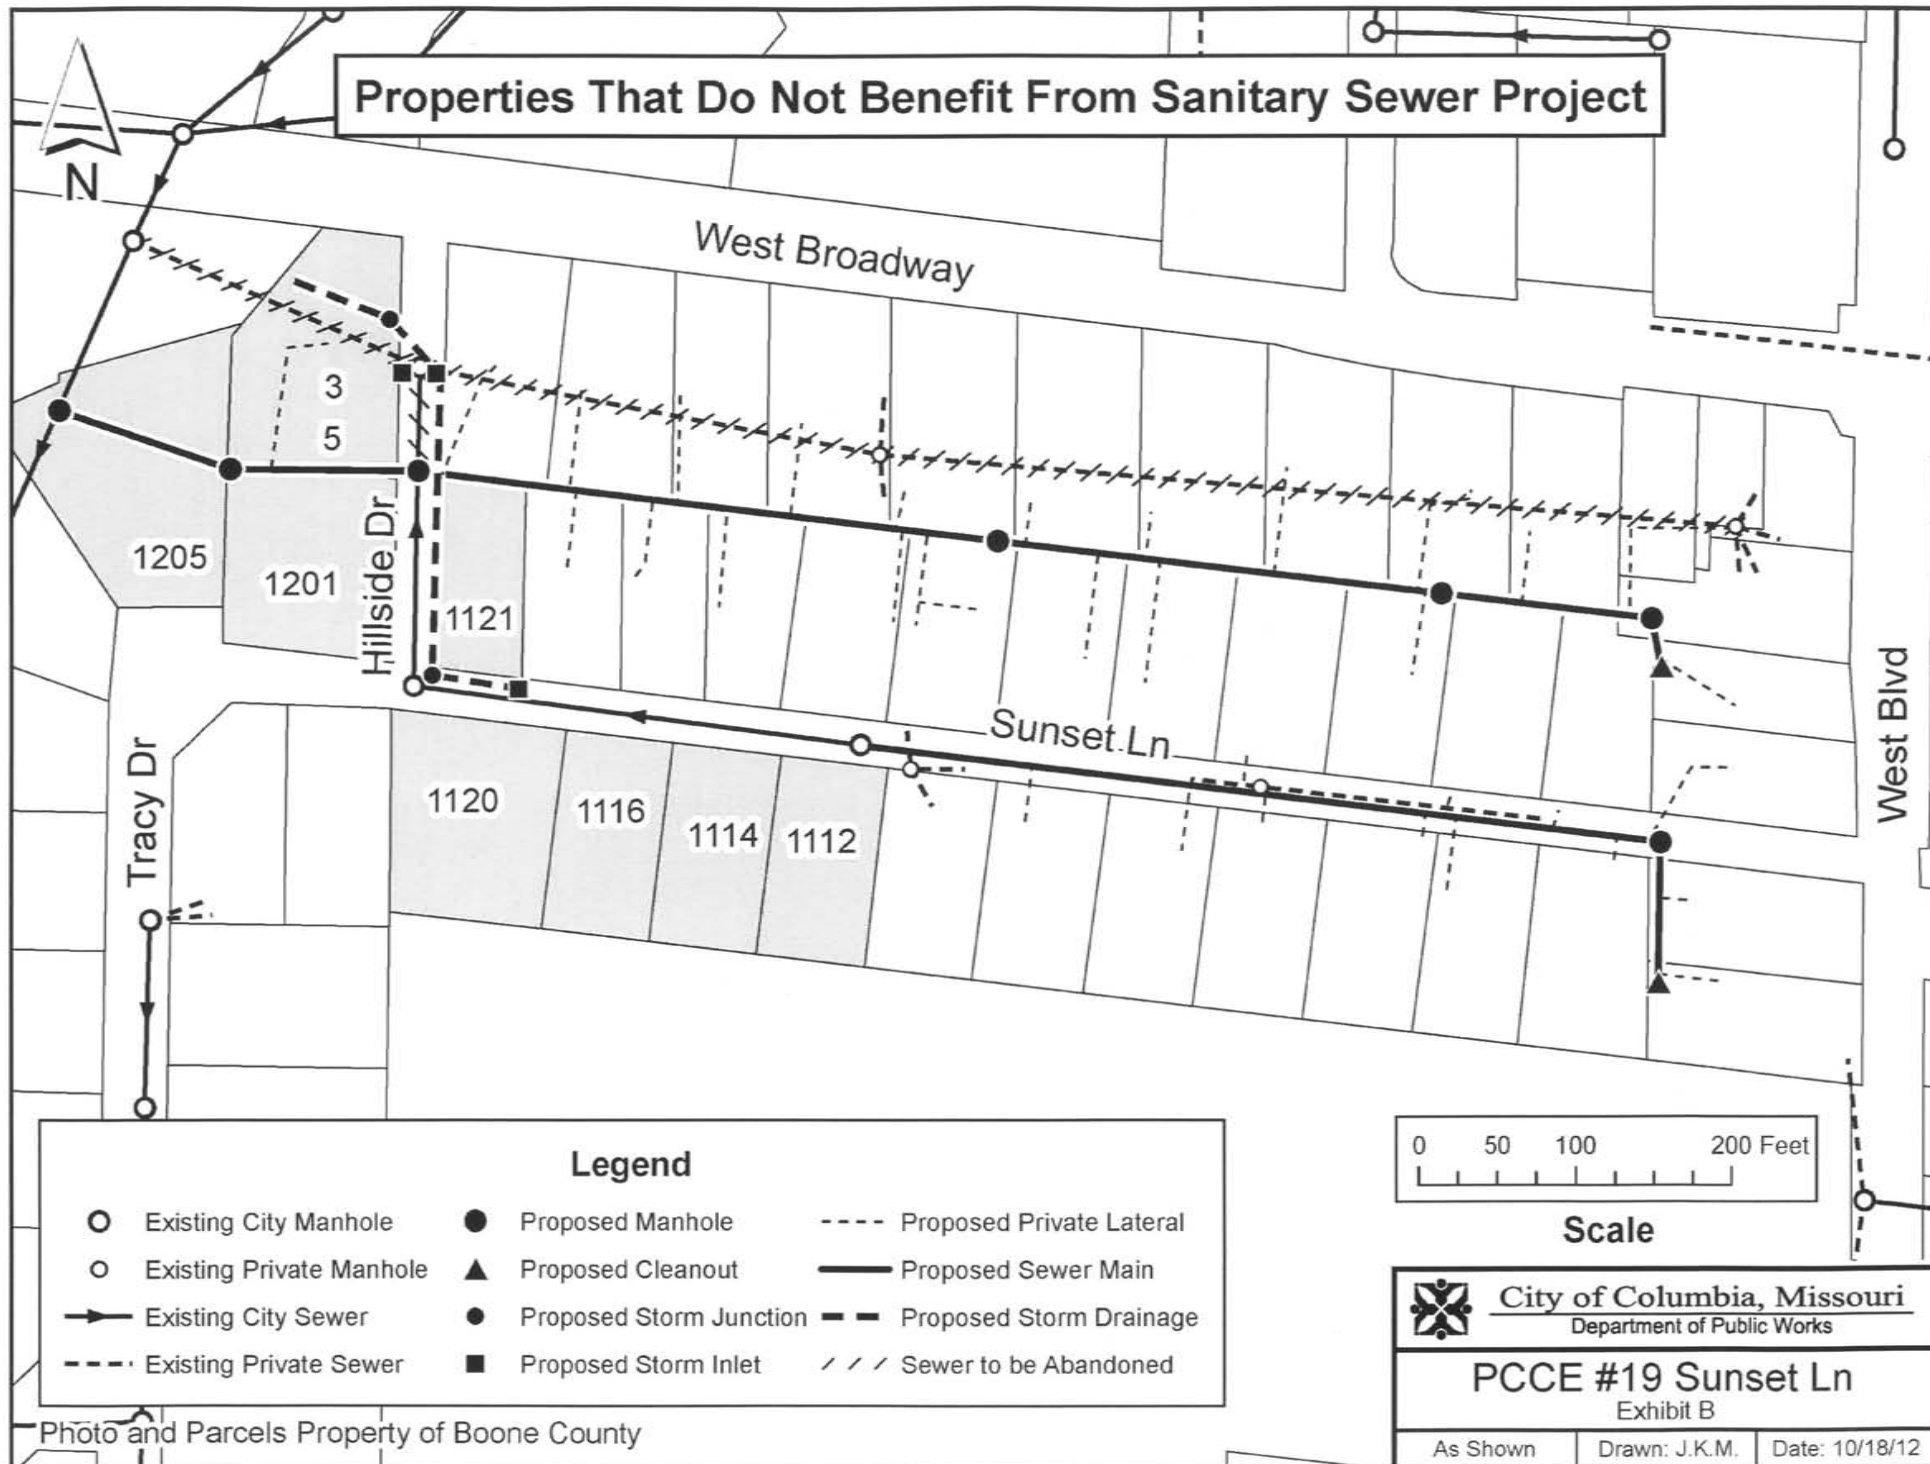 Properties That Do Not Benefit From Sanitary Sewer Project
N
West Broadway
3
5
1205
1201
Hillside Dr
1121
Sunset Ln
West Blvd
Tracy Dr
1120
1116
1114
1112
Legend
Existing City Manhole
Proposed Manhole
Proposed Private Lateral
Existing Private Manhole
Proposed Cleanout
Proposed Sewer Main
Existing City Sewer
Proposed Storm Junction
Proposed Storm Drainage
Existing Private Sewer
Proposed Storm Inlet
Sewer to be Abandoned
0 50 100 200 Feet
Scale
City of Columbia, Missouri
Department of Public Works
PCCE #19 Sunset Ln
Exhibit B
As Shown
Drawn: J.K.M.
Date: 10/18/12
Photo and Parcels Property of Boone County